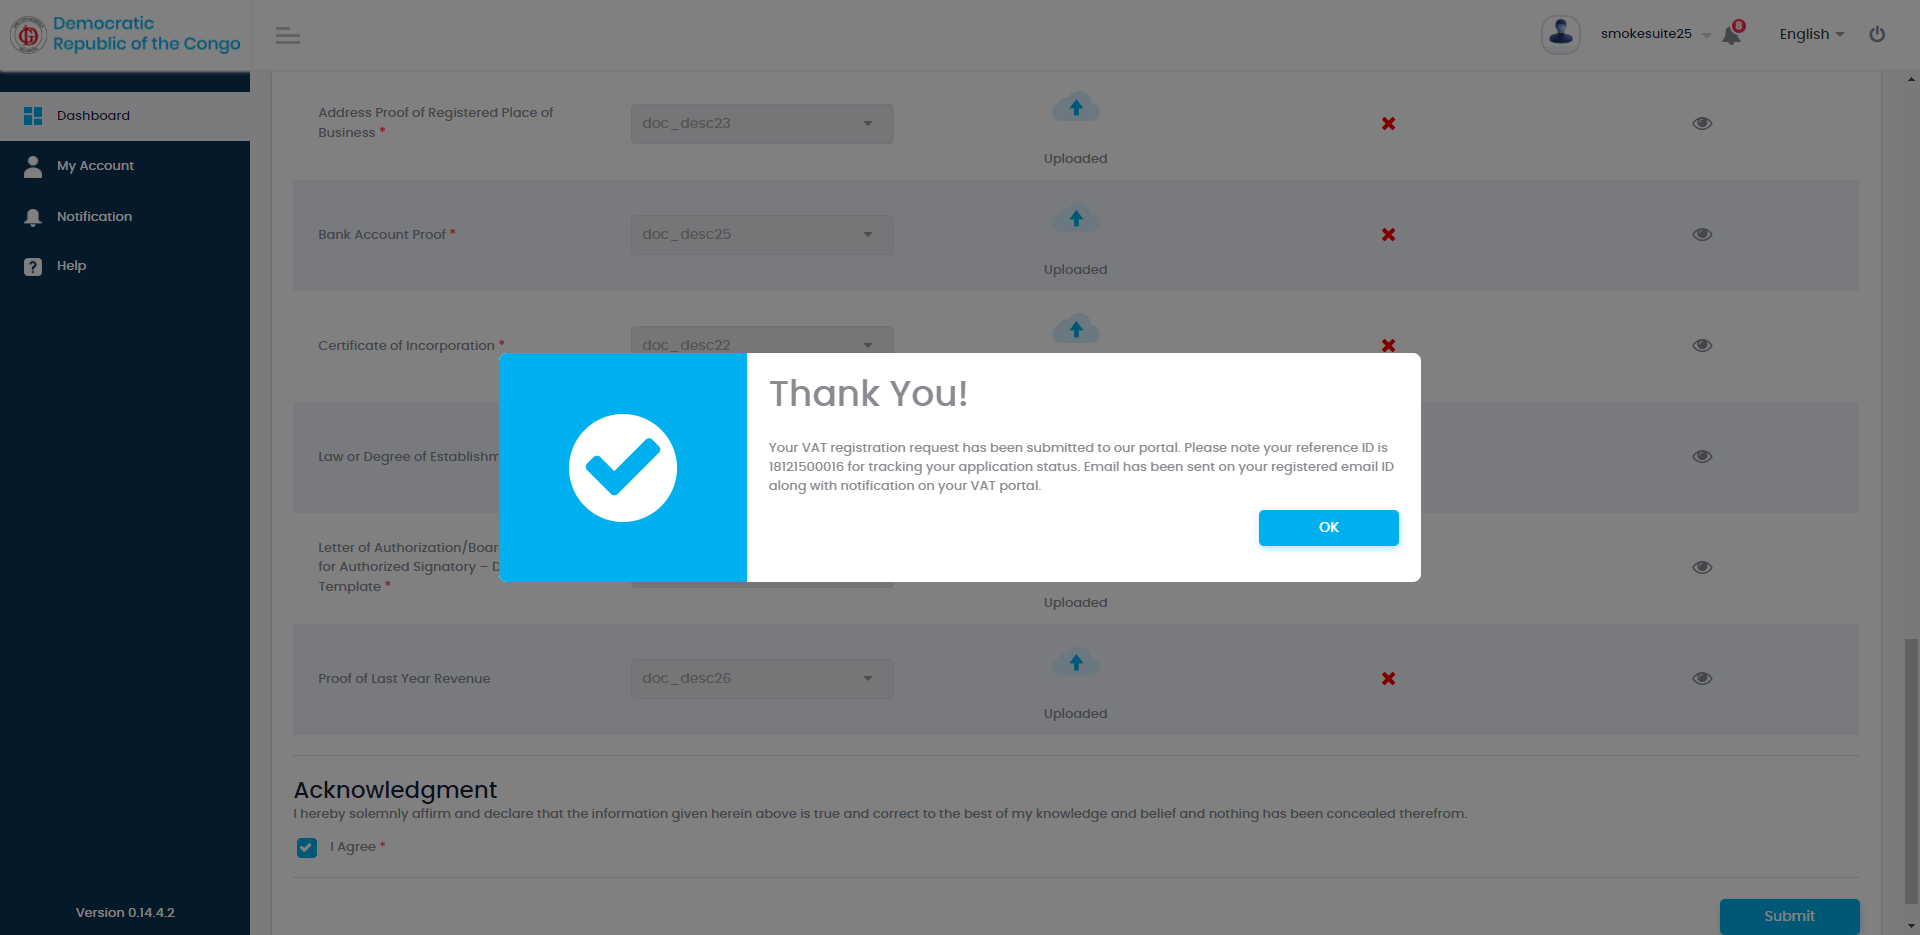 Democratic
Republic of the Congo
smokesuite25
8
English
Dashboard
My Account
Notification
Help
Version 0.14.4.2
Address Proof of Registered Place of
Business *
doc_desc23
Uploaded
Bank Account Proof *
doc_desc25
Uploaded
Certificate of Incorporation *
doc_desc22
Law or Degree of
Letter of
for Authorized Signatory –
Template *
Uploaded
Thank You!
Your VAT registration request has been submitted to our portal. Please note your reference ID is
18121500016 for tracking your application status. Email has been sent on your registered email ID
along with notification on your VAT portal.
OK
Proof of Last Year Revenue
doc_desc26
Uploaded
Acknowledgment
I hereby solemnly affirm and declare that the information given herein above is true and correct to the best of my knowledge and belief and nothing has been concealed therefrom.
I Agree *
Submit